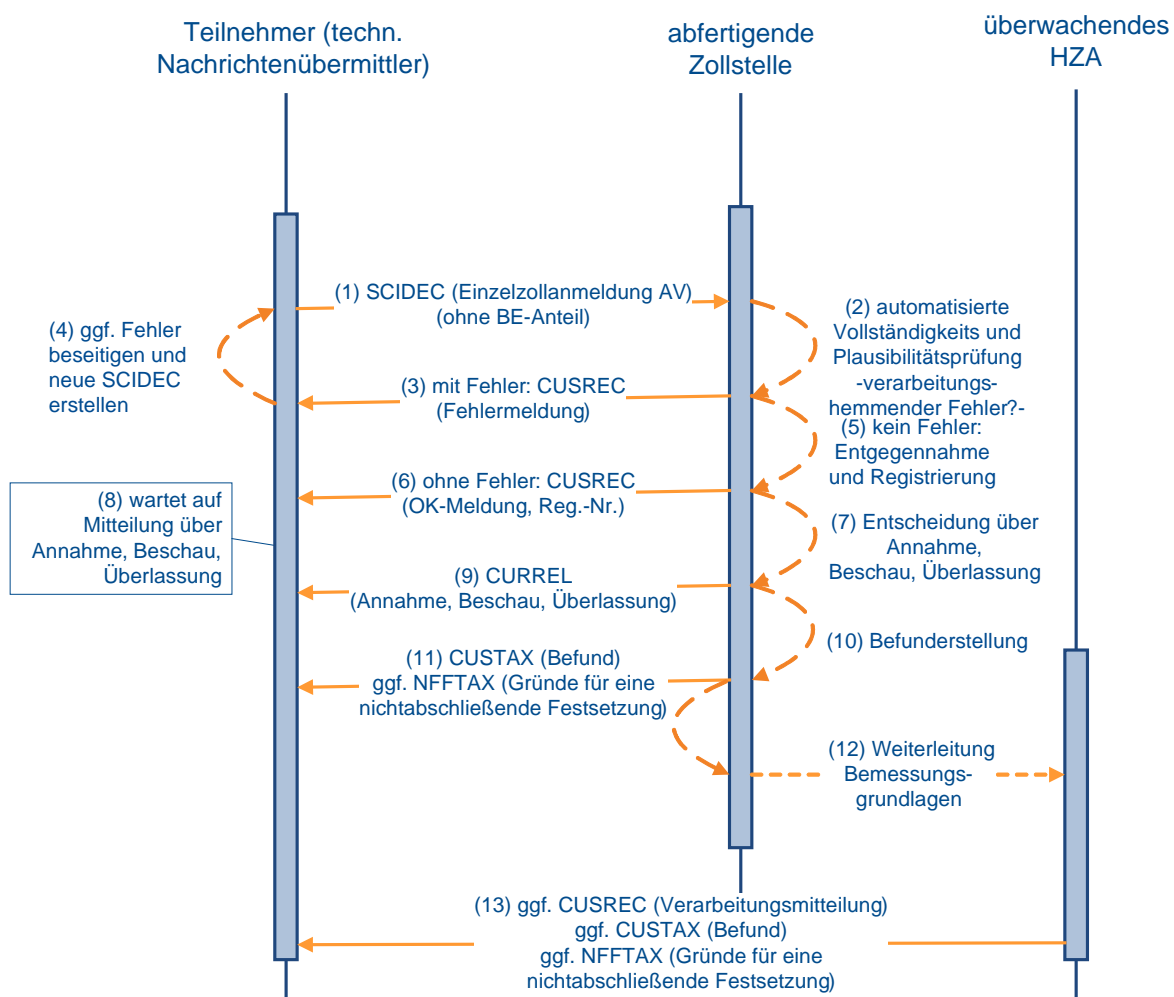 Teilnehmer (techn.
Nachrichtenübermittler)
abfertigende
Zollstelle
überwachendes
HZA
(1) SCIDEC (Einzelzollanmeldung AV)
(ohne BE-Anteil)
(2) automatisierte
Vollständigkeits und
Plausibilitätsprüfung
-verarbeitungs-
hemmender Fehler?-
(4) ggf. Fehler
beseitigen und
neue SCIDEC
erstellen
(3) mit Fehler: CUSREC
(Fehlermeldung)
(5) kein Fehler:
Entgegennahme
und Registrierung
(6) ohne Fehler: CUSREC
(OK-Meldung, Reg.-Nr.)
(8) wartet auf
Mitteilung über
Annahme, Beschau,
Überlassung
(7) Entscheidung über
Annahme,
Beschau, Überlassung
(9) CURREL
(Annahme, Beschau, Überlassung)
(10) Befunderstellung
(11) CUSTAX (Befund)
ggf. NFFTAX (Gründe für eine
nichtabschließende Festsetzung)
(12) Weiterleitung
Bemessungs-
grundlagen
(13) ggf. CUSREC (Verarbeitungsmitteilung)
ggf. CUSTAX (Befund)
ggf. NFFTAX (Gründe für eine
nichtabschließende Festsetzung)